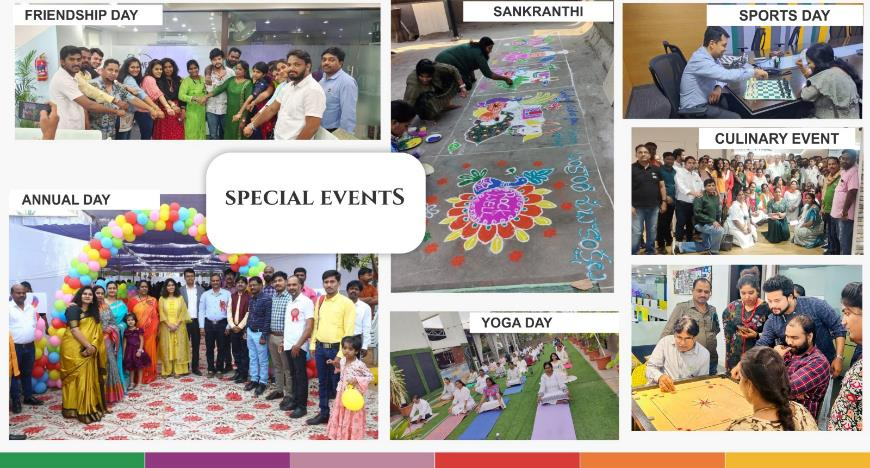 FRIENDSHIP DAY
SANKRANTHI
SPORTS DAY
CULINARY EVENT
SPECIAL EVENTS
ANNUAL DAY
YOGA DAY